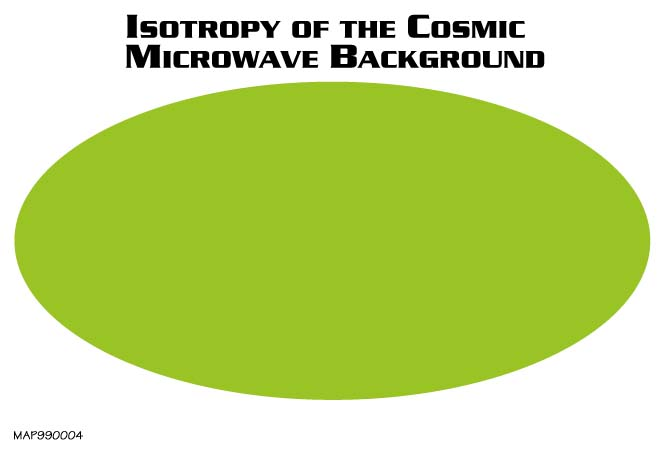 Isotropy of the Cosmic
Microwave Background
MAP990004